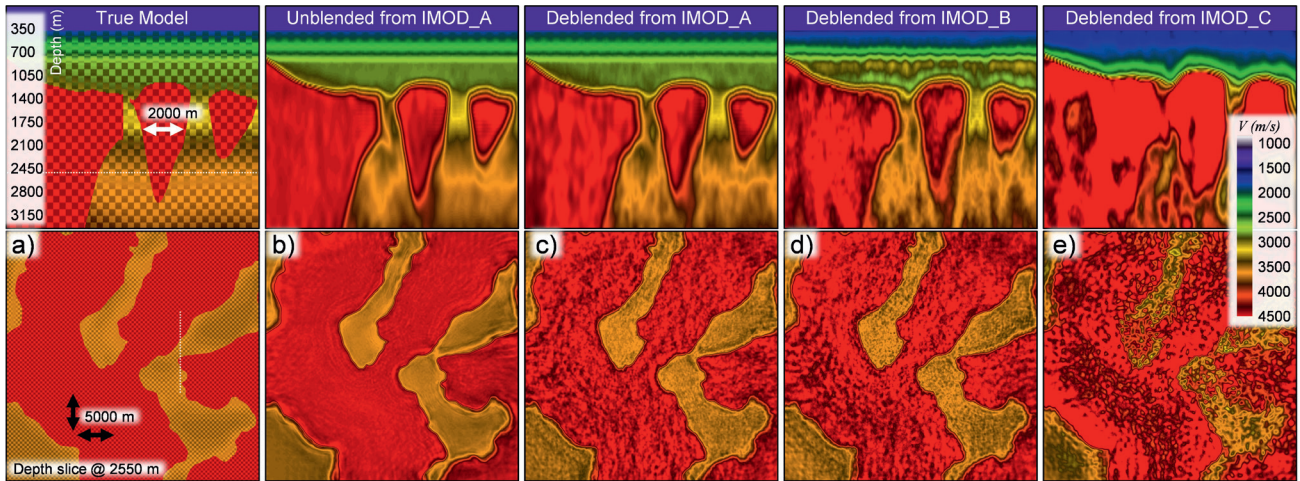 True Model
Unblended from IMOD_A
Deblended from IMOD_A
Deblended from IMOD_B
Deblended from IMOD_C
Depth (m)
350
700
1050
1400
1750
2100
2450
2800
3150
2000 m
V (m/s)
1000
1500
2000
2500
3000
3500
4000
4500
a)
b)
c)
d)
e)
5000 m
Depth slice @ 2550 m